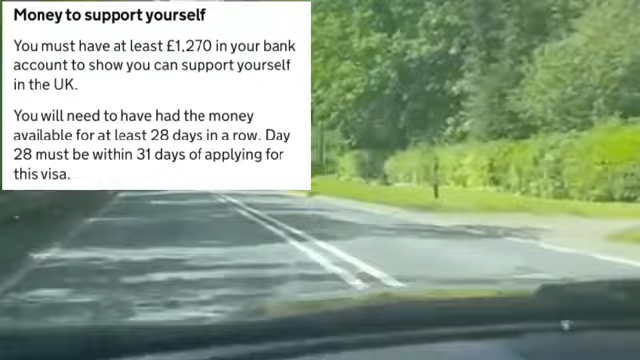 Money to support yourself
You must have at least £1,270 in your bank
account to show you can support yourself
in the UK.
You will need to have had the money
available for at least 28 days in a row. Day
28 must be within 31 days of applying for
this visa.